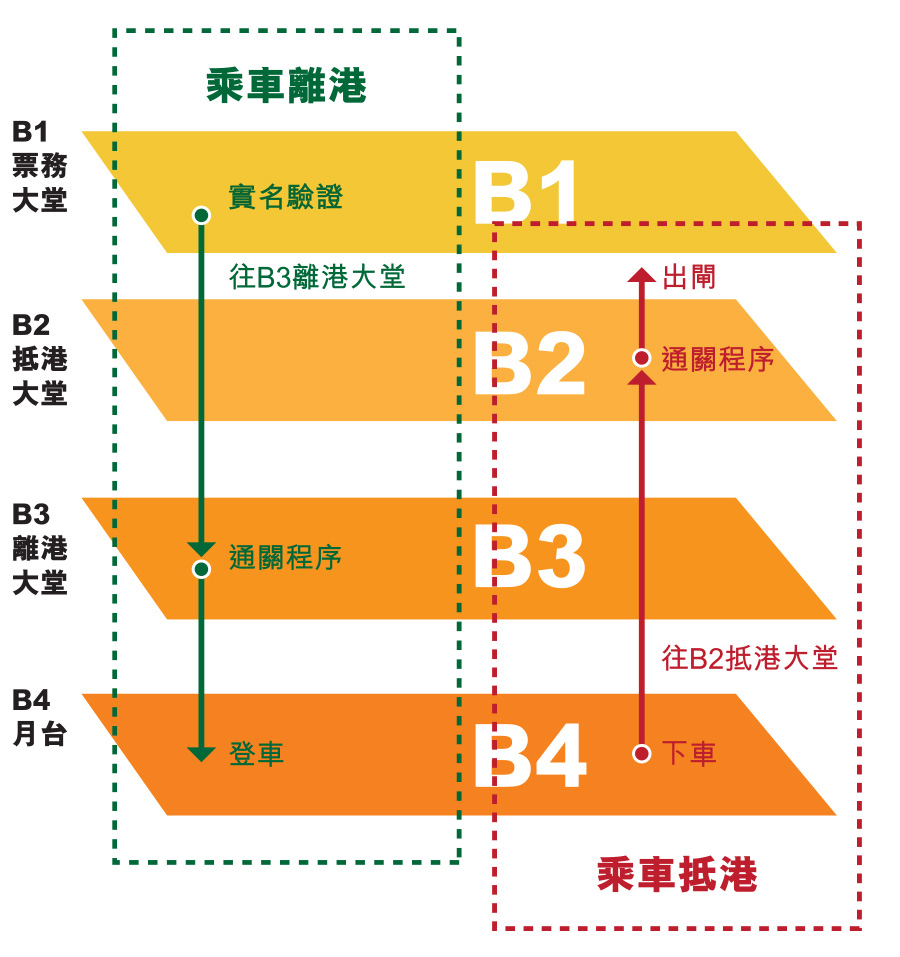 乘車離港
B1
票務
大堂
B1
實名驗證
往B3離港大堂
出閘
B2
抵港
大堂
B2
通關程序
B3
離港
大堂
B3
通關程序
往B2抵港大堂
B4
月台
B4
登車
下車
乘車抵港